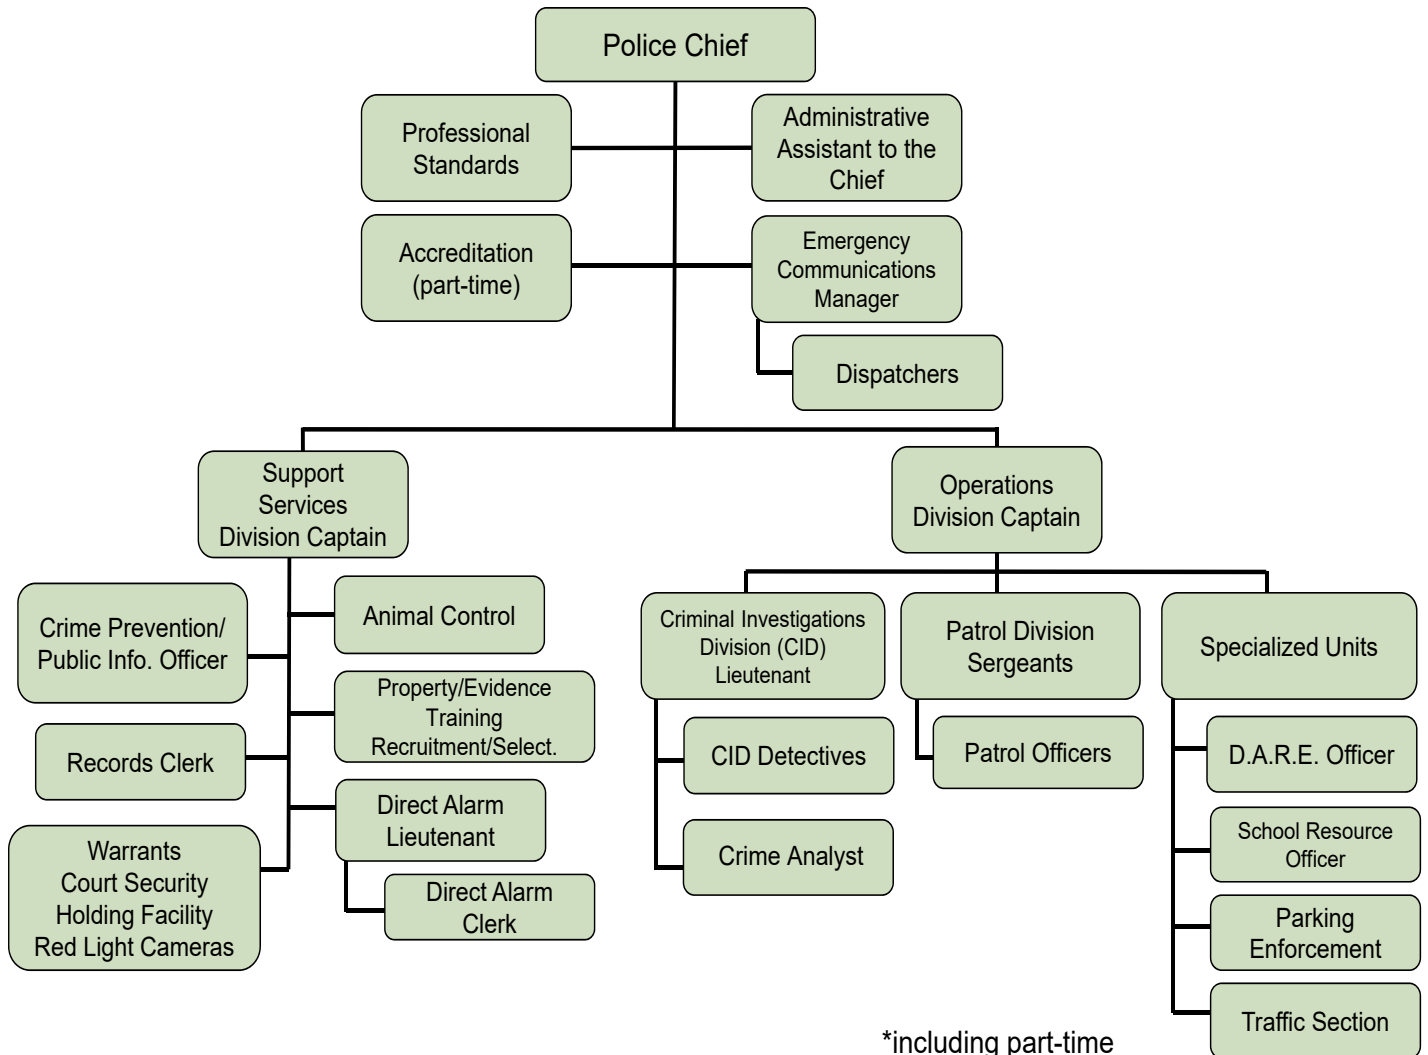 Police Chief
Professional
Standards
Administrative
Assistant to the
Chief
Accreditation
(part-time)
Emergency
Communications
Manager
Dispatchers
Support
Services
Division Captain
Operations
Division Captain
Crime Prevention/
Public Info. Officer
Animal Control
Property/Evidence
Training
Recruitment/Select.
Records Clerk
Direct Alarm
Lieutenant
Warrants
Court Security
Holding Facility
Red Light Cameras
Direct Alarm
Clerk
Criminal Investigations
Division (CID)
Lieutenant
CID Detectives
Crime Analyst
Patrol Division
Sergeants
Patrol Officers
Specialized Units
D.A.R.E. Officer
School Resource
Officer
Parking
Enforcement
Traffic Section
*including part-time